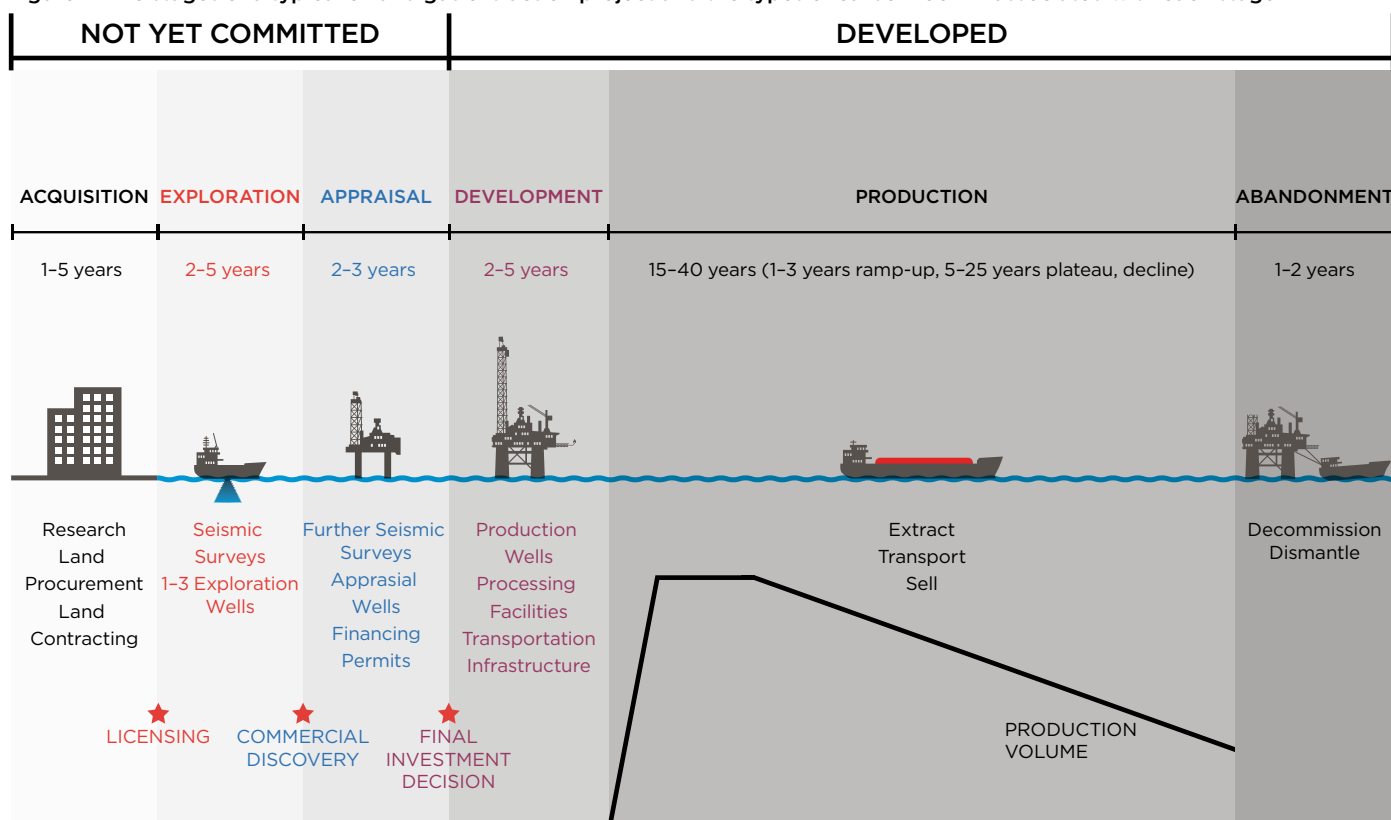 NOT YET COMMITTED
DEVELOPED
ACQUISITION
EXPLORATION
APPRAISAL
DEVELOPMENT
PRODUCTION
ABANDONMENT
1–5 years
2–5 years
2–3 years
2–5 years
15–40 years (1–3 years ramp-up, 5–25 years plateau, decline)
1–2 years
Research
Land
Procurement
Land
Contracting
Seismic
Surveys
1–3 Exploration
Wells
Further Seismic
Surveys
Apprasial
Wells
Financing
Permits
Production
Wells
Processing
Facilities
Transportation
Infrastructure
Extract
Transport
Sell
Decommission
Dismantle
LICENSING
COMMERCIAL
DISCOVERY
FINAL
INVESTMENT
DECISION
PRODUCTION
VOLUME